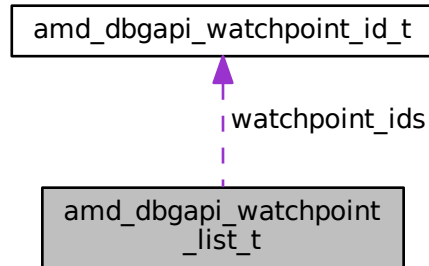 amd_dbgapi_watchpoint_id_t
watchpoint_ids
amd_dbgapi_watchpoint
_list_t